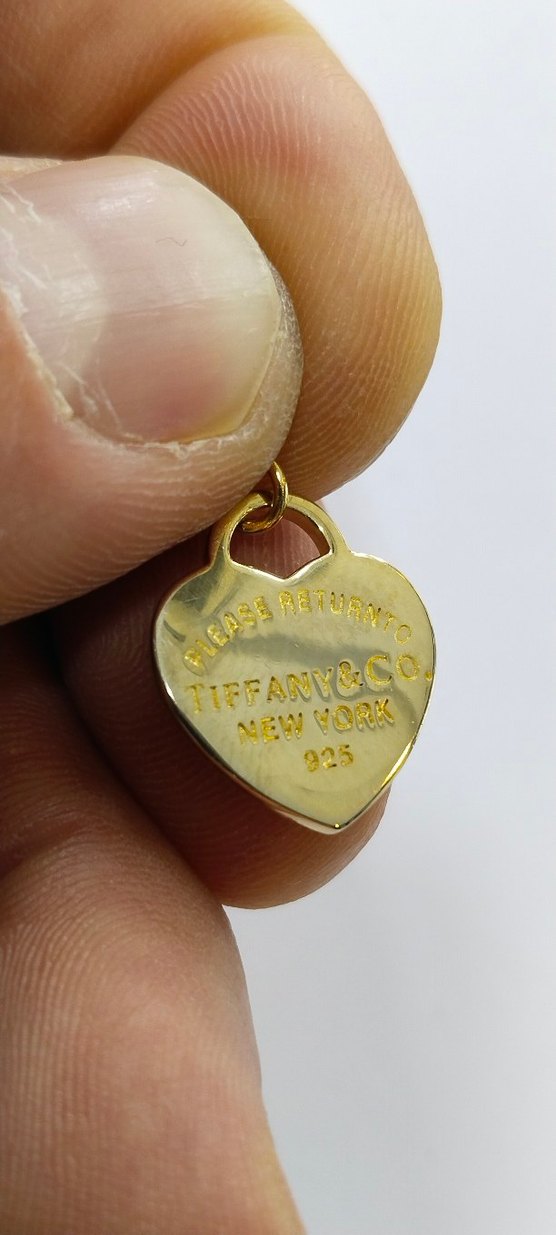 PLEASE RETURN TO
TIFFANY & CO.
NEW YORK
925